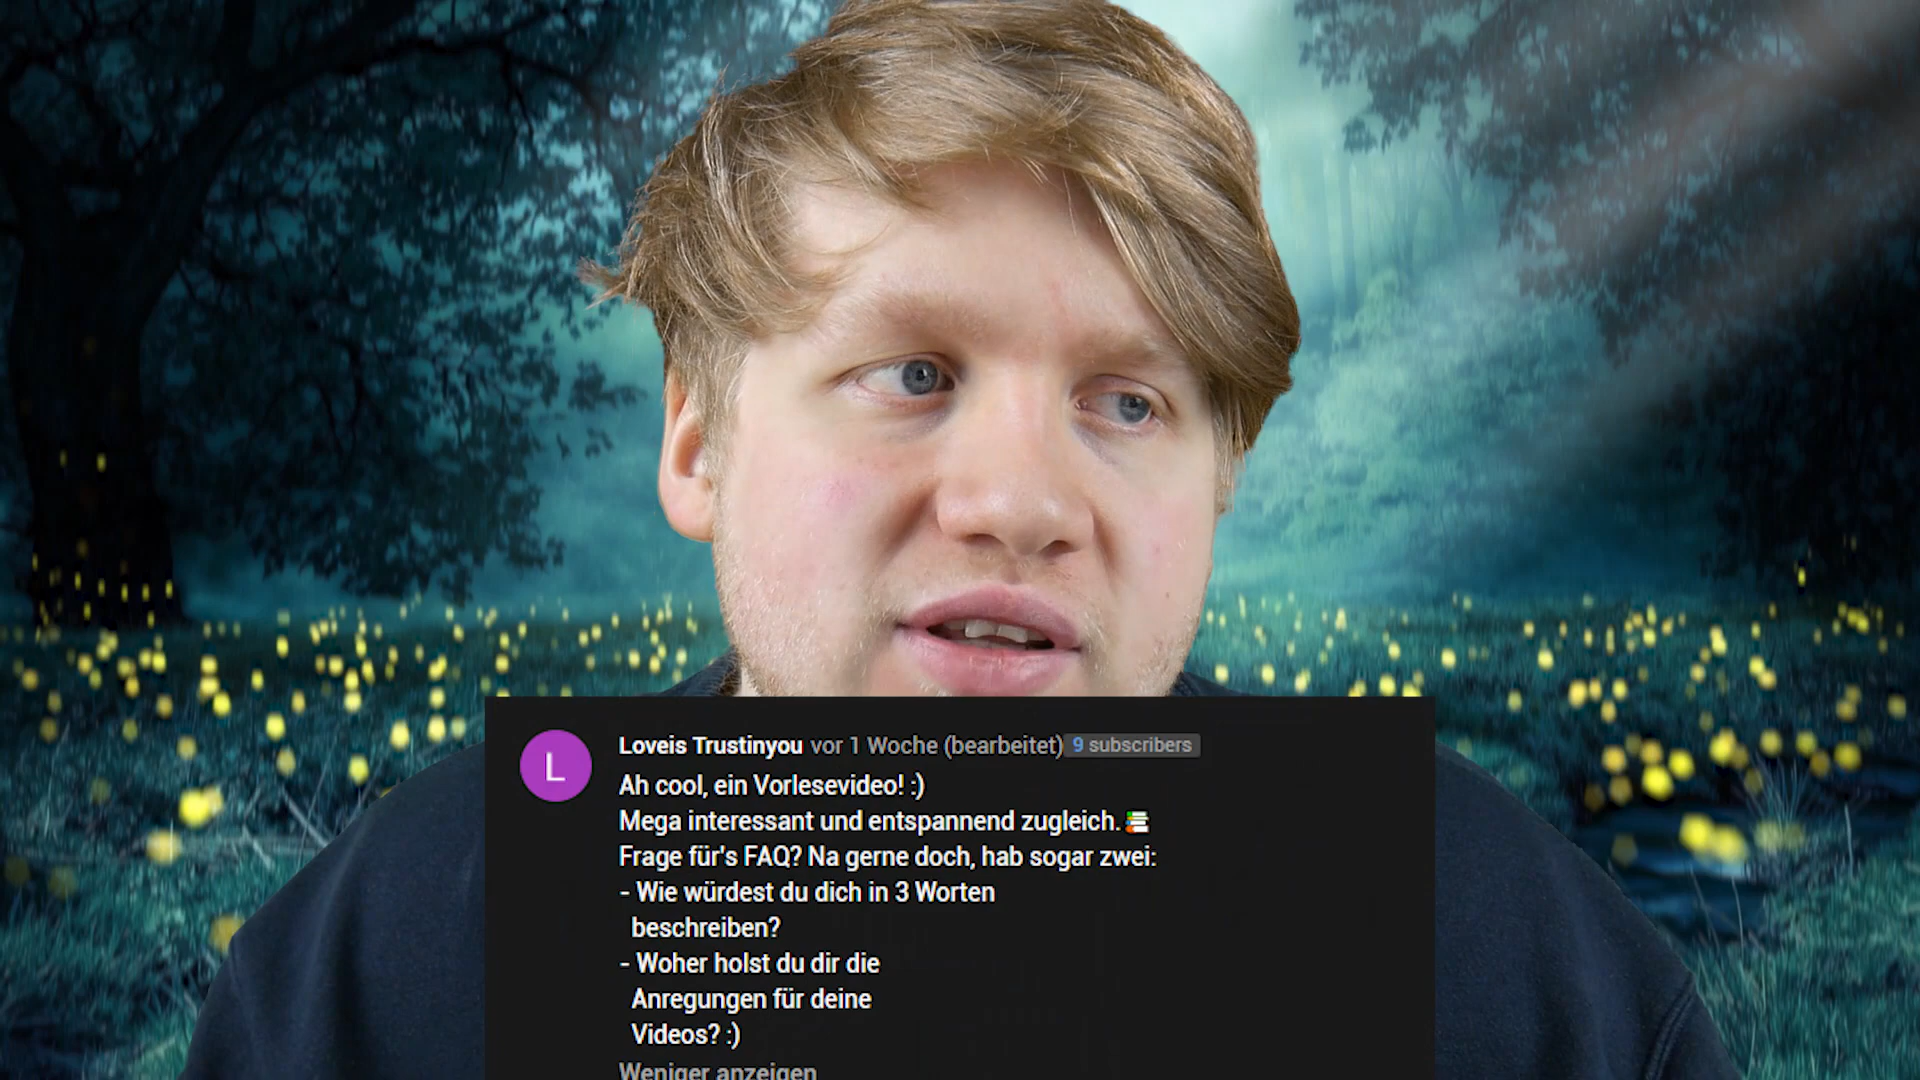 L
Loveis Trustinyou vor 1 Woche (bearbeitet) 9 subscribers
Ah cool, ein Vorlesevideo! :)
Mega interessant und entspannend zugleich.📚
Frage für's FAQ? Na gerne doch, hab sogar zwei:
- Wie würdest du dich in 3 Worten
beschreiben?
- Woher holst du dir die
Anregungen für deine
Videos? :)
Weniger anzeigen